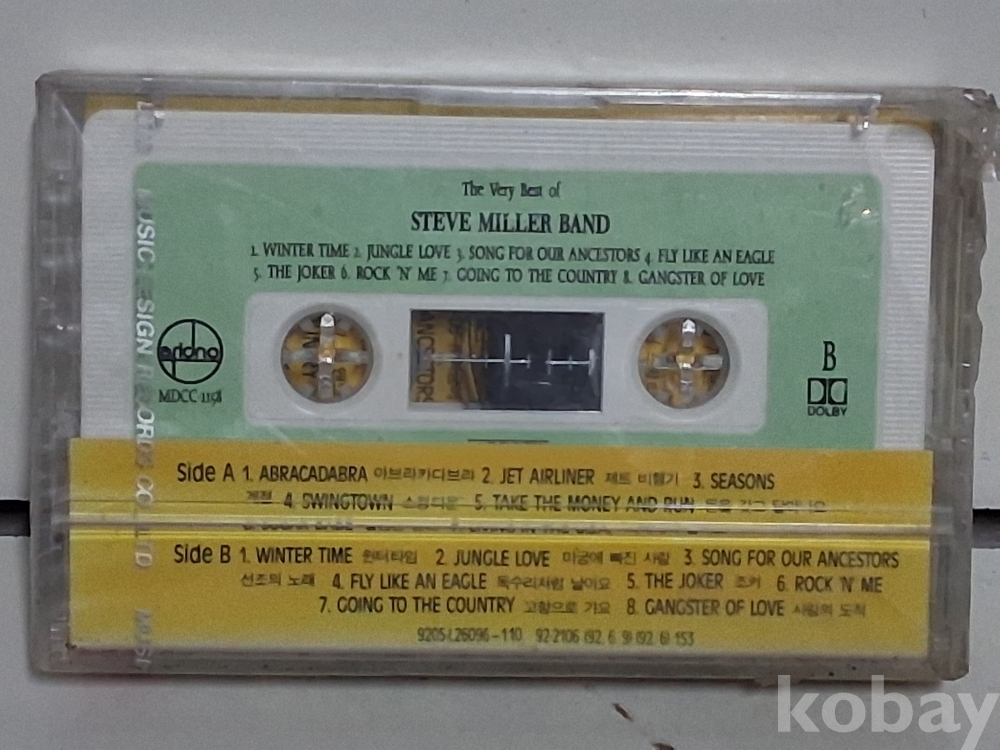 The Very Best of
STEVE MILLER BAND
1. WINTER TIME 2. JUNGLE LOVE 3. SONG FOR OUR ANCESTORS 4. FLY LIKE AN EAGLE
5. THE JOKER 6. ROCK 'N' ME 7. GOING TO THE COUNTRY 8. GANGSTER OF LOVE
MDCC 1198
B
DOLBY
Side A 1. ABRACADABRA 아브라카다브라 2. JET AIRLINER 제트 비행기 3. SEASONS
계절 4. SWINGTOWN 5. TAKE THE MONEY AND RUN
Side B 1. WINTER TIME 윈터타임 2. JUNGLE LOVE 마궁에 빠진 사랑 3. SONG FOR OUR ANCESTORS
선조의 노래 4. FLY LIKE AN EAGLE 독수리처럼 날아요 5. THE JOKER 조커 6. ROCK 'N' ME
7. GOING TO THE COUNTRY 고향으로 가요 8. GANGSTER OF LOVE 사랑의 도적
9205-L26096-110 92-2106 (92. 6. 9) (92. 6) 153
kobay